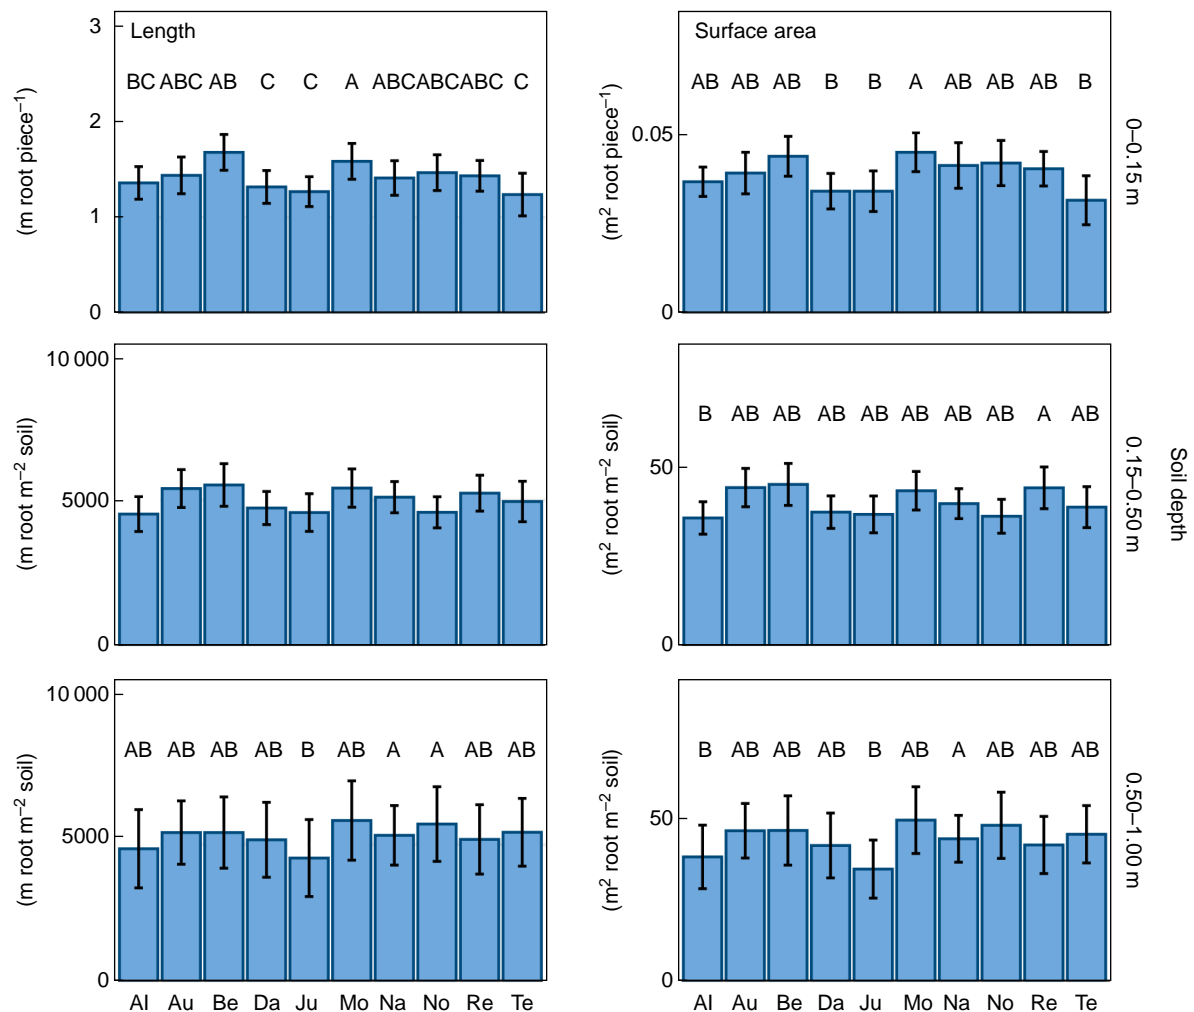 Length
3
2
1
0
(m root piece⁻¹)
BC ABC AB C C A ABC ABC ABC C
Surface area
0.05
0
(m² root piece⁻¹)
AB AB AB B B A AB AB AB B
0–0.15 m
10 000
5000
0
(m root m⁻² soil)
50
0
(m² root m⁻² soil)
B AB AB AB AB AB AB AB A AB
0.15–0.50 m
Soil depth
10 000
5000
0
(m root m⁻² soil)
AB AB AB AB B AB A A AB AB
Al Au Be Da Ju Mo Na No Re Te
50
0
(m² root m⁻² soil)
B AB AB AB B AB A AB AB AB
Al Au Be Da Ju Mo Na No Re Te
0.50–1.00 m